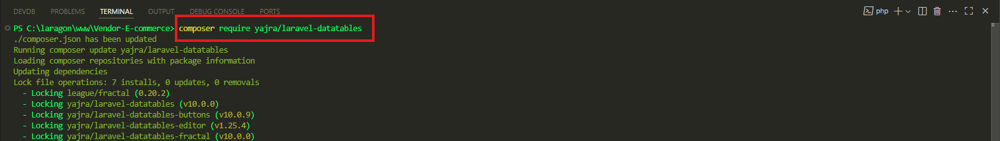 DEVDB PROBLEMS TERMINAL OUTPUT DEBUG CONSOLE PORTS php
PS C:\laragon\www\Vendor-E-commerce> composer require yajra/laravel-datatables
./composer.json has been updated
Running composer update yajra/laravel-datatables
Loading composer repositories with package information
Updating dependencies
Lock file operations: 7 installs, 0 updates, 0 removals
- Locking league/fractal (0.20.2)
- Locking yajra/laravel-datatables (v10.0.0)
- Locking yajra/laravel-datatables-buttons (v10.0.9)
- Locking yajra/laravel-datatables-editor (v1.25.4)
- Locking yajra/laravel-datatables-fractal (v10.0.0)